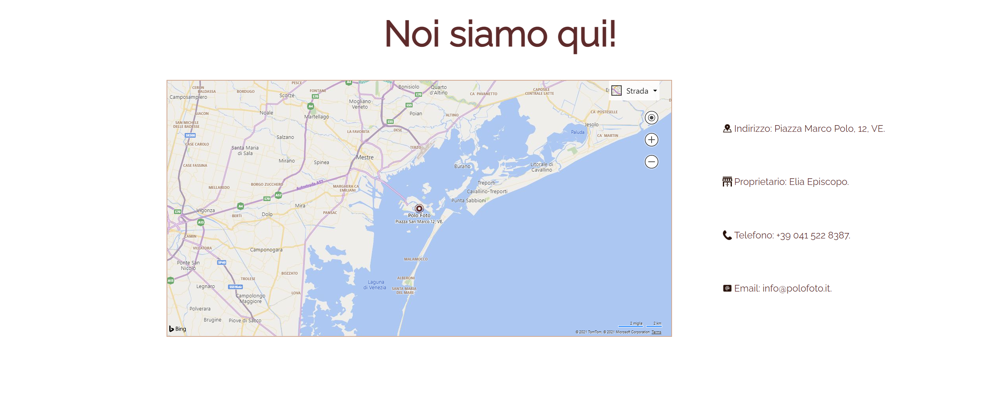 Noi siamo qui!
CERON
BALDASSA
BORDUGO
PESCE
FONTANE
A4
Bonisiolo
Quarto
d'Altino
CA' PAVANETTO
CAPOSILE
CENTRALE LATTE
Strada
Camposampiero
Scorzè
E70
E70
Mogliano
Veneto
A4
E55
GIACON
Noale
Martellago
Poian
ALTINO
CA' POSTESELLE
SAN MICHELE
DELLE BADESSE
E55
Jesolo
Indirizzo: Piazza Marco Polo, 12, VE.
LA FAVORITA
DESE
Paluda
SR308
Salzano
CA' MARTIN
CASE CAROLO
Santa Maria
di Sala
TERZO
Mestre
Mirano
Spinea
CASE FASSINA
Burano
Litorale di
Cavallino
Proprietario: Elia Episcopo.
MELLAREDO
BORGO ZUCCHERO
Autostrada A57
MARGHERA CA'
EMILIANI
Treporti
Cavallino-Treporti
A57
E70
Punta Sabbioni
A4
Mira
E70
Vigonza
BERTI
Dolo
PANSAC
Polo Foto
Piazza San Marco 12, VE.
A13
CAMIN
Telefono: +39 041 522 8387.
VILLATORA
Camponogara
Ponte San
Nicolò
SP40
MALAMOCCO
BOZZATO
A13
TROLESE
ALBERONI
Legnaro
SS516dir
Laguna
di Venezia
SANTA MARIA
DEL MARE
Email: info@polofoto.it.
LOVA
Campolongo
Maggiore
Polverara
Brugine
Piove di Sacco
Bing
2 miglia
2 km
© 2021 TomTom, © 2021 Microsoft Corporation Terms